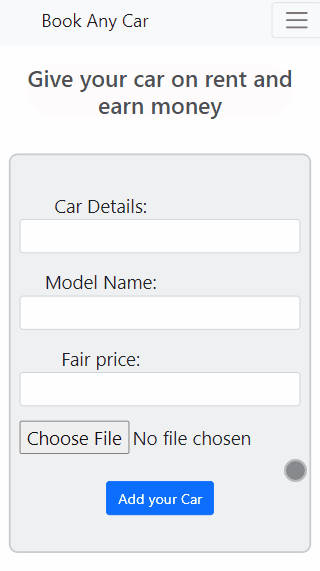 Book Any Car
Give your car on rent and
earn money
Car Details:
Model Name:
Fair price:
Choose File No file chosen
Add your Car